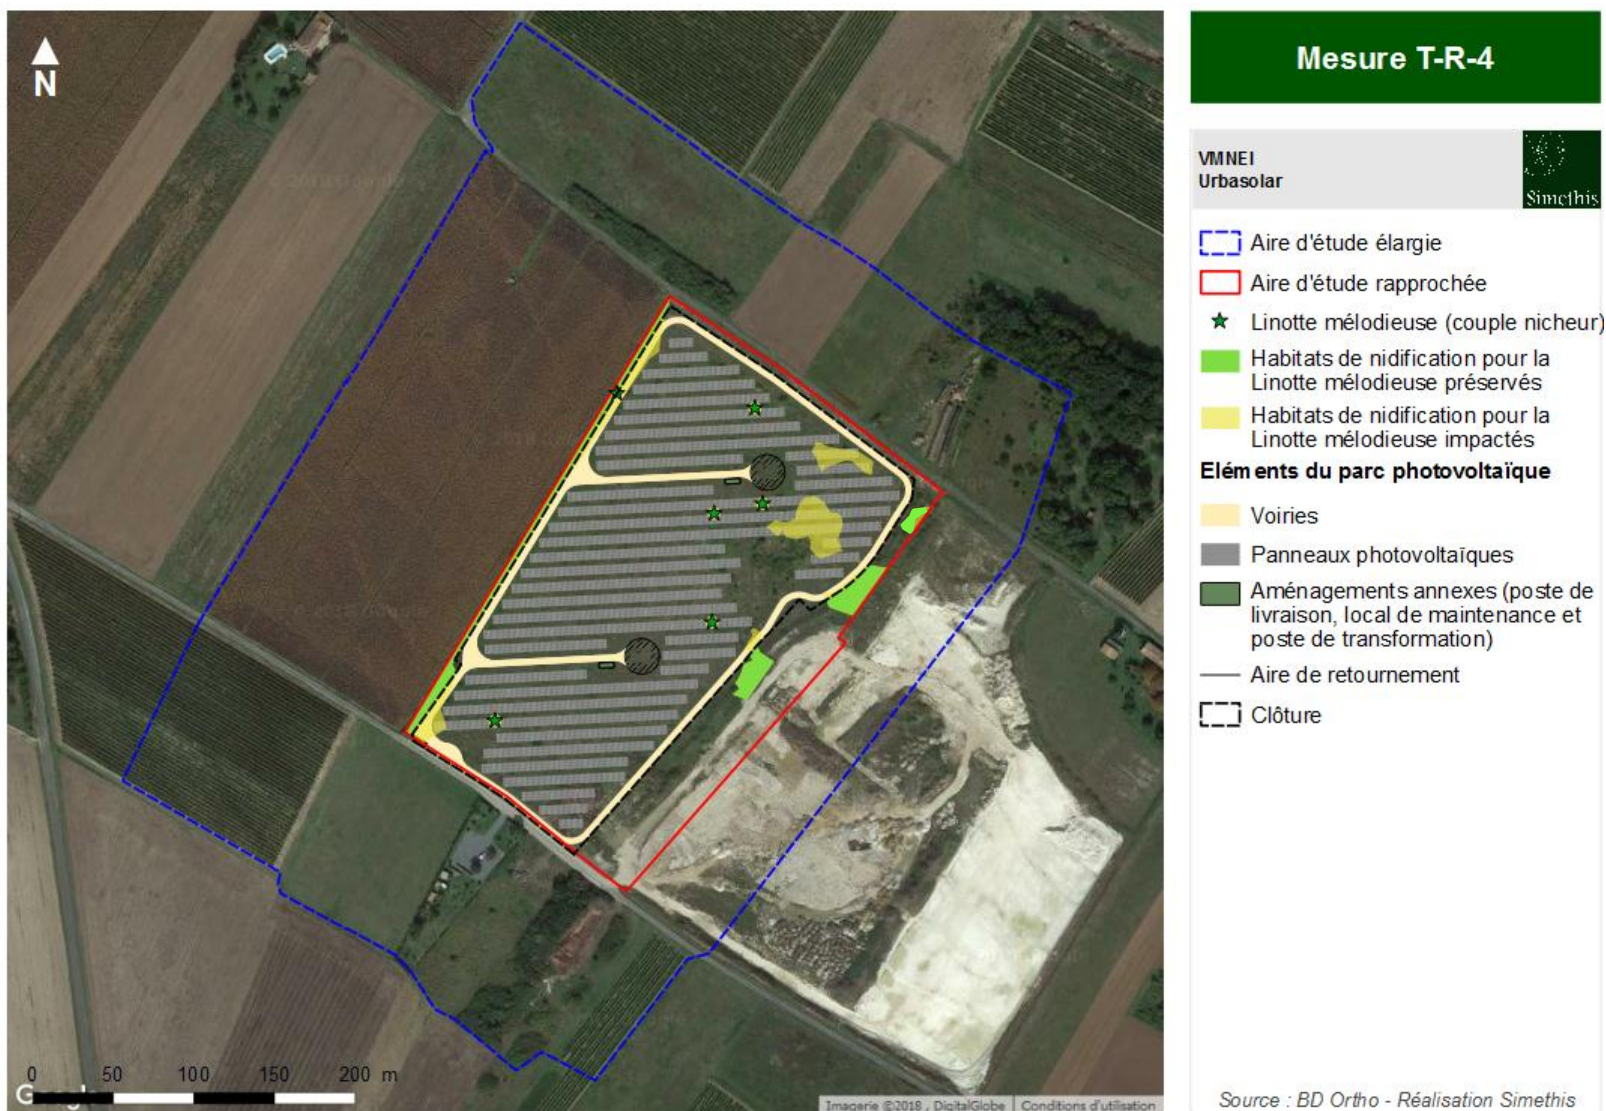 N
Mesure T-R-4
VMNEI
Urbasolar
Simethis
Aire d'étude élargie
Aire d'étude rapprochée
Linotte mélodieuse (couple nicheur)
Habitats de nidification pour la
Linotte mélodieuse préservés
Habitats de nidification pour la
Linotte mélodieuse impactés
Eléments du parc photovoltaïque
Voiries
Panneaux photovoltaïques
Aménagements annexes (poste de
livraison, local de maintenance et
poste de transformation)
Aire de retournement
Clôture
0 50 100 150 200 m
Google
Imagerie ©2018 , DigitalGlobe Conditions d'utilisation
Source : BD Ortho - Réalisation Simethis